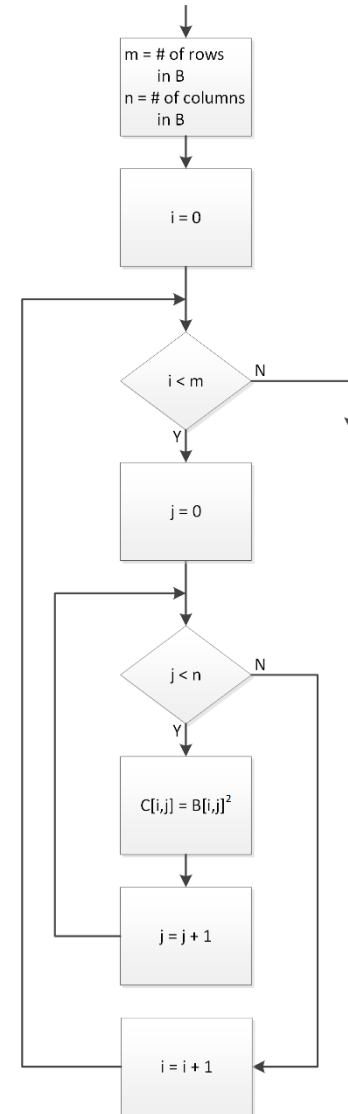 m = # of rows
in B
n = # of columns
in B
i = 0
i < m
N
Y
j = 0
j < n
N
Y
C[i,j] = B[i,j]²
j = j + 1
i = i + 1